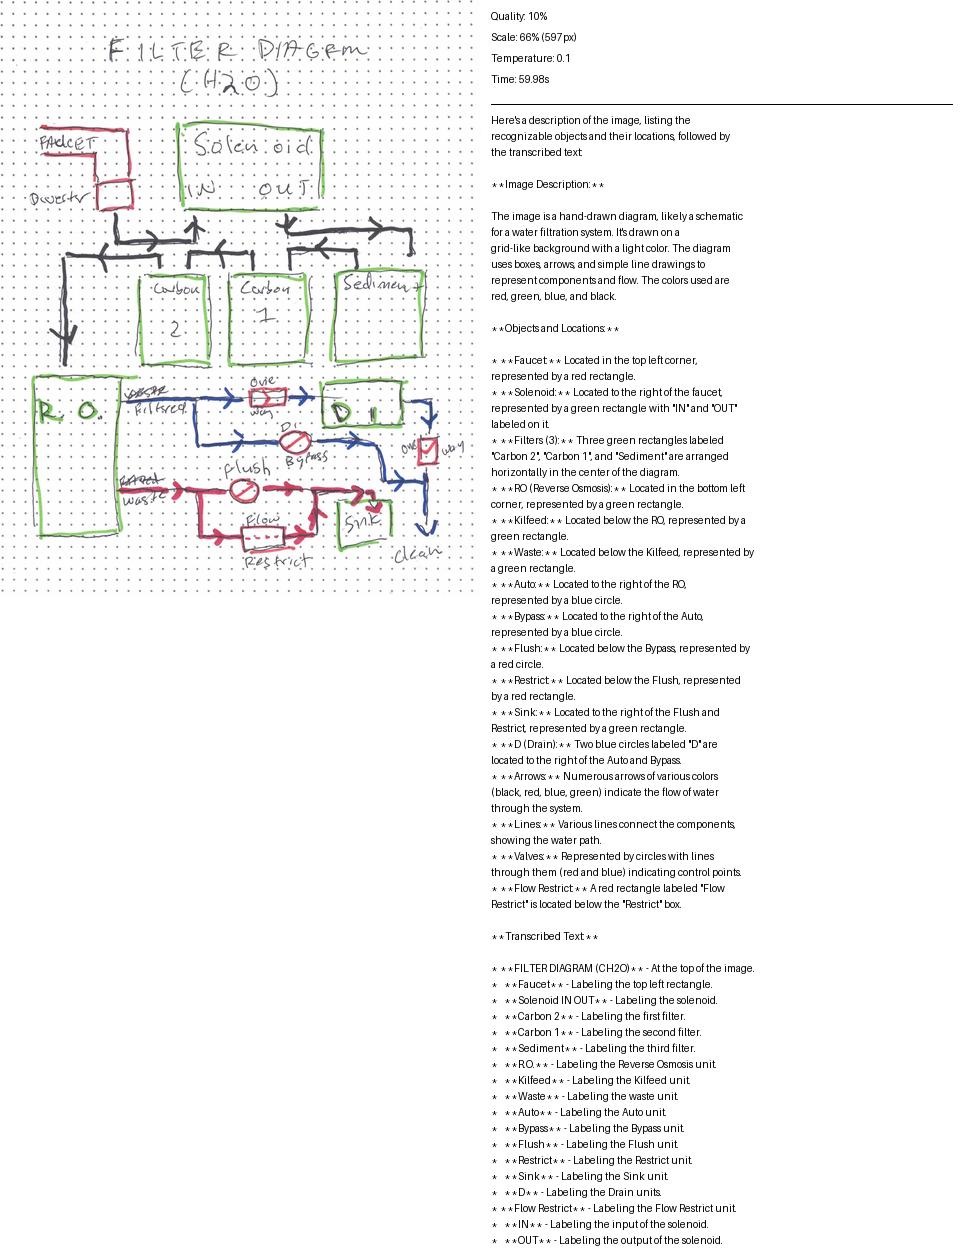 FILTER DIAGRAM
(H2O)
FAUCET
Solenoid
IN OUT
Diverter
Carbon
2
Carbon
1
Sediment
R.O.
Filtered
one
way
DI
DI
Bypass
one way
Flush
waste
Flow
Restrict
Sink
clean
Quality: 10%
Scale: 66% (597px)
Temperature: 0.1
Time: 59.98s
Here's a description of the image, listing the
recognizable objects and their locations, followed by
the transcribed text:
**Image Description:**
The image is a hand-drawn diagram, likely a schematic
for a water filtration system. It's drawn on a
grid-like background with a light color. The diagram
uses boxes, arrows, and simple line drawings to
represent components and flow. The colors used are
red, green, blue, and black.
**Objects and Locations:**
* **Faucet:** Located in the top left corner,
represented by a red rectangle.
* **Solenoid:** Located to the right of the faucet,
represented by a green rectangle with "IN" and "OUT"
labeled on it.
* **Filters (3):** Three green rectangles labeled
"Carbon 2", "Carbon 1", and "Sediment" are arranged
horizontally in the center of the diagram.
* **RO (Reverse Osmosis):** Located in the bottom left
corner, represented by a green rectangle.
* **Kilfeed:** Located below the RO, represented by a
green rectangle.
* **Waste:** Located below the Kilfeed, represented by
a green rectangle.
* **Auto:** Located to the right of the RO,
represented by a blue circle.
* **Bypass:** Located to the right of the Auto,
represented by a blue circle.
* **Flush:** Located below the Bypass, represented by
a red circle.
* **Restrict:** Located below the Flush, represented
by a red rectangle.
* **Sink:** Located to the right of the Flush and
Restrict, represented by a green rectangle.
* **D (Drain):** Two blue circles labeled "D" are
located to the right of the Auto and Bypass.
* **Arrows:** Numerous arrows of various colors
(black, red, blue, green) indicate the flow of water
through the system.
* **Lines:** Various lines connect the components,
showing the water path.
* **Valves:** Represented by circles with lines
through them (red and blue) indicating control points.
* **Flow Restrict:** A red rectangle labeled "Flow
Restrict" is located below the "Restrict" box.
**Transcribed Text:**
* **FILTER DIAGRAM (CH2O)** - At the top of the image.
* **Faucet** - Labeling the top left rectangle.
* **Solenoid IN OUT** - Labeling the solenoid.
* **Carbon 2** - Labeling the first filter.
* **Carbon 1** - Labeling the second filter.
* **Sediment** - Labeling the third filter.
* **R.O.** - Labeling the Reverse Osmosis unit.
* **Kilfeed** - Labeling the Kilfeed unit.
* **Waste** - Labeling the waste unit.
* **Auto** - Labeling the Auto unit.
* **Bypass** - Labeling the Bypass unit.
* **Flush** - Labeling the Flush unit.
* **Restrict** - Labeling the Restrict unit.
* **Sink** - Labeling the Sink unit.
* **D** - Labeling the Drain units.
* **Flow Restrict** - Labeling the Flow Restrict unit.
* **IN** - Labeling the input of the solenoid.
* **OUT** - Labeling the output of the solenoid.